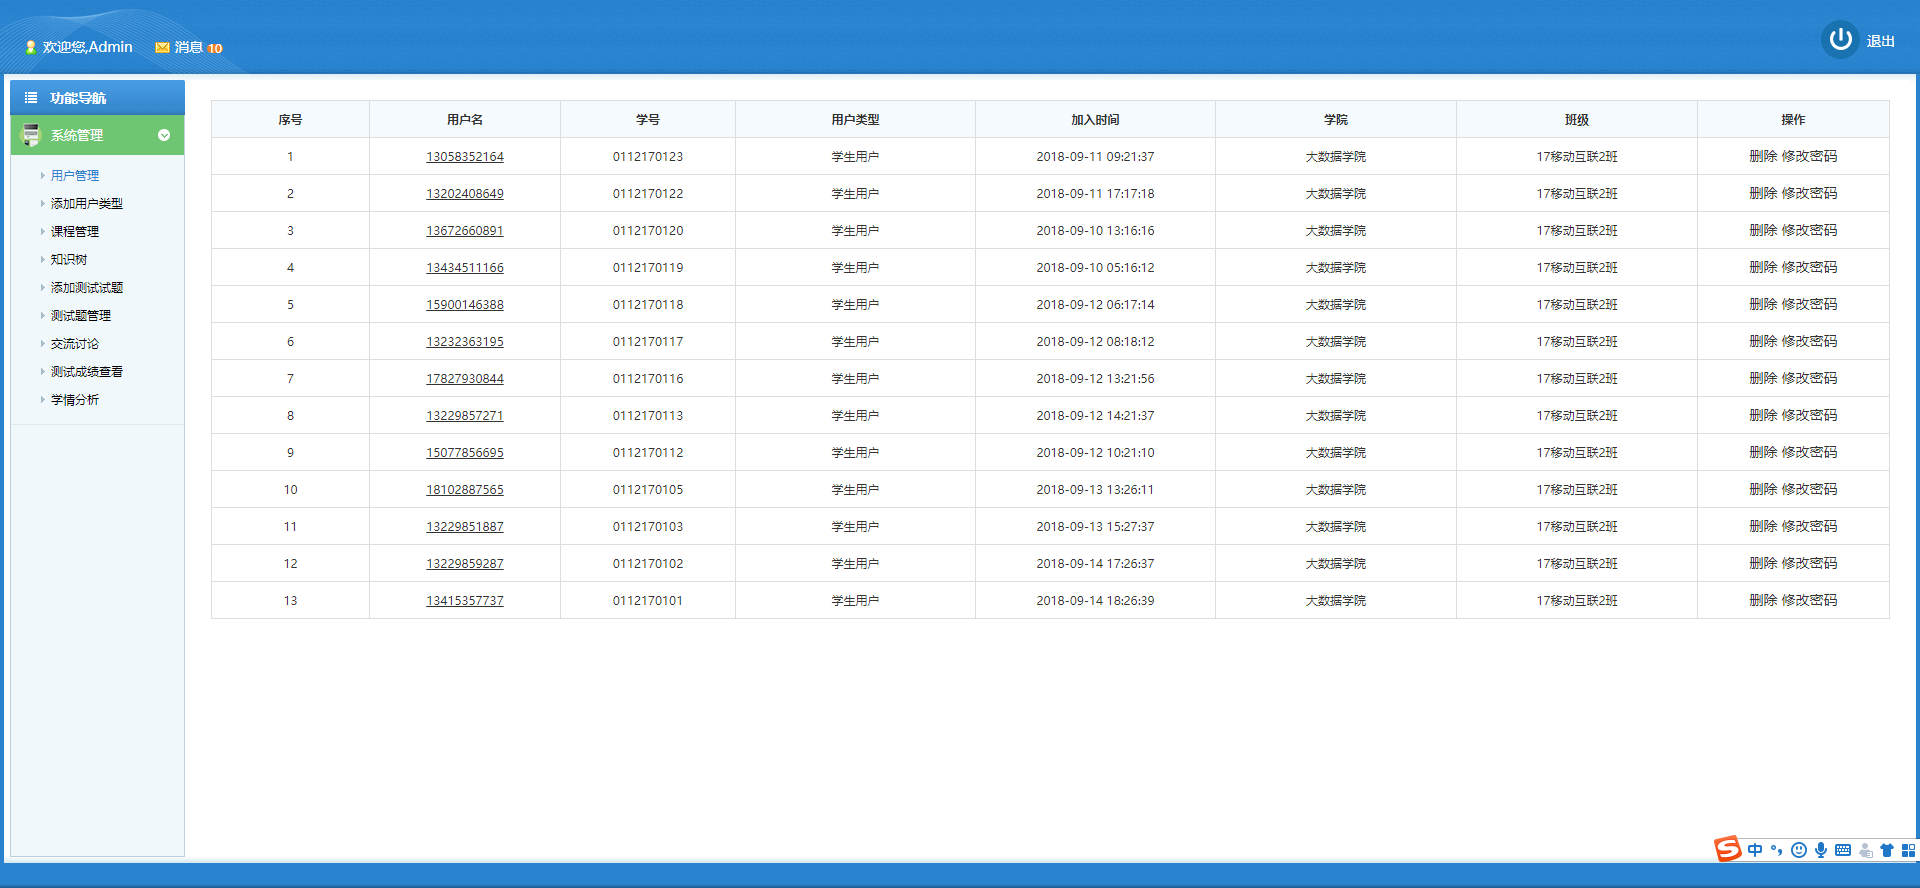 欢迎您,Admin 消息 10 退出
功能导航
系统管理
用户管理
添加用户类型
课程管理
知识树
添加测试试题
测试题管理
交流讨论
测试成绩查看
学情分析
序号 用户名 学号 用户类型 加入时间 学院 班级 操作
1 13058352164 0112170123 学生用户 2018-09-11 09:21:37 大数据学院 17移动互联2班 删除 修改密码
2 13202408649 0112170122 学生用户 2018-09-11 17:17:18 大数据学院 17移动互联2班 删除 修改密码
3 13672660891 0112170120 学生用户 2018-09-10 13:16:16 大数据学院 17移动互联2班 删除 修改密码
4 13434511166 0112170119 学生用户 2018-09-10 05:16:12 大数据学院 17移动互联2班 删除 修改密码
5 15900146388 0112170118 学生用户 2018-09-12 06:17:14 大数据学院 17移动互联2班 删除 修改密码
6 13232363195 0112170117 学生用户 2018-09-12 08:18:12 大数据学院 17移动互联2班 删除 修改密码
7 17827930844 0112170116 学生用户 2018-09-12 13:21:56 大数据学院 17移动互联2班 删除 修改密码
8 13229857271 0112170113 学生用户 2018-09-12 14:21:37 大数据学院 17移动互联2班 删除 修改密码
9 15077856695 0112170112 学生用户 2018-09-12 10:21:10 大数据学院 17移动互联2班 删除 修改密码
10 18102887565 0112170105 学生用户 2018-09-13 13:26:11 大数据学院 17移动互联2班 删除 修改密码
11 13229851887 0112170103 学生用户 2018-09-13 15:27:37 大数据学院 17移动互联2班 删除 修改密码
12 13229859287 0112170102 学生用户 2018-09-14 17:26:37 大数据学院 17移动互联2班 删除 修改密码
13 13415357737 0112170101 学生用户 2018-09-14 18:26:39 大数据学院 17移动互联2班 删除 修改密码
S 中